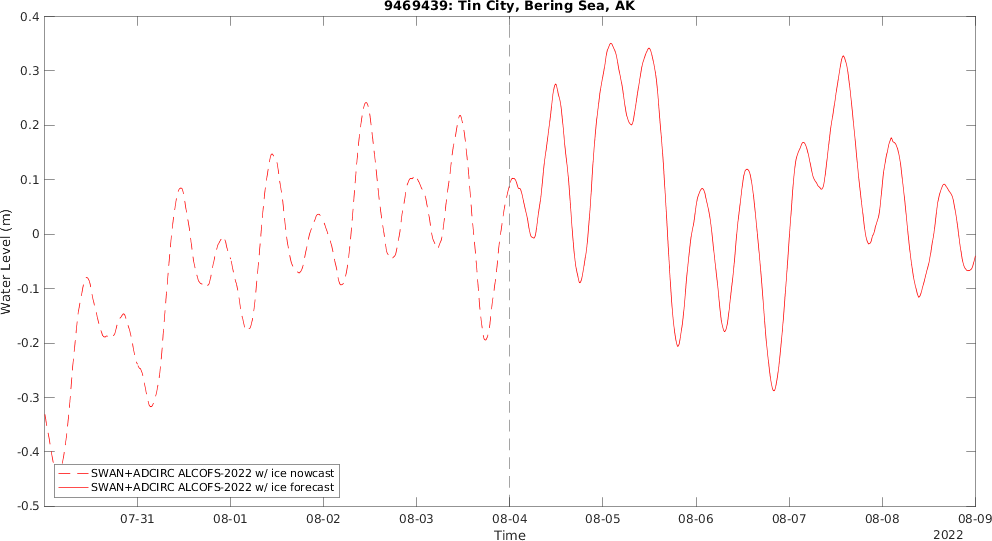 9469439: Tin City, Bering Sea, AK
0.4
0.3
0.2
0.1
0
-0.1
-0.2
-0.3
-0.4
-0.5
Water Level (m)
SWAN+ADCIRC ALCOFS-2022 w/ ice nowcast
SWAN+ADCIRC ALCOFS-2022 w/ ice forecast
07-31 08-01 08-02 08-03 08-04 08-05 08-06 08-07 08-08 08-09
Time
2022